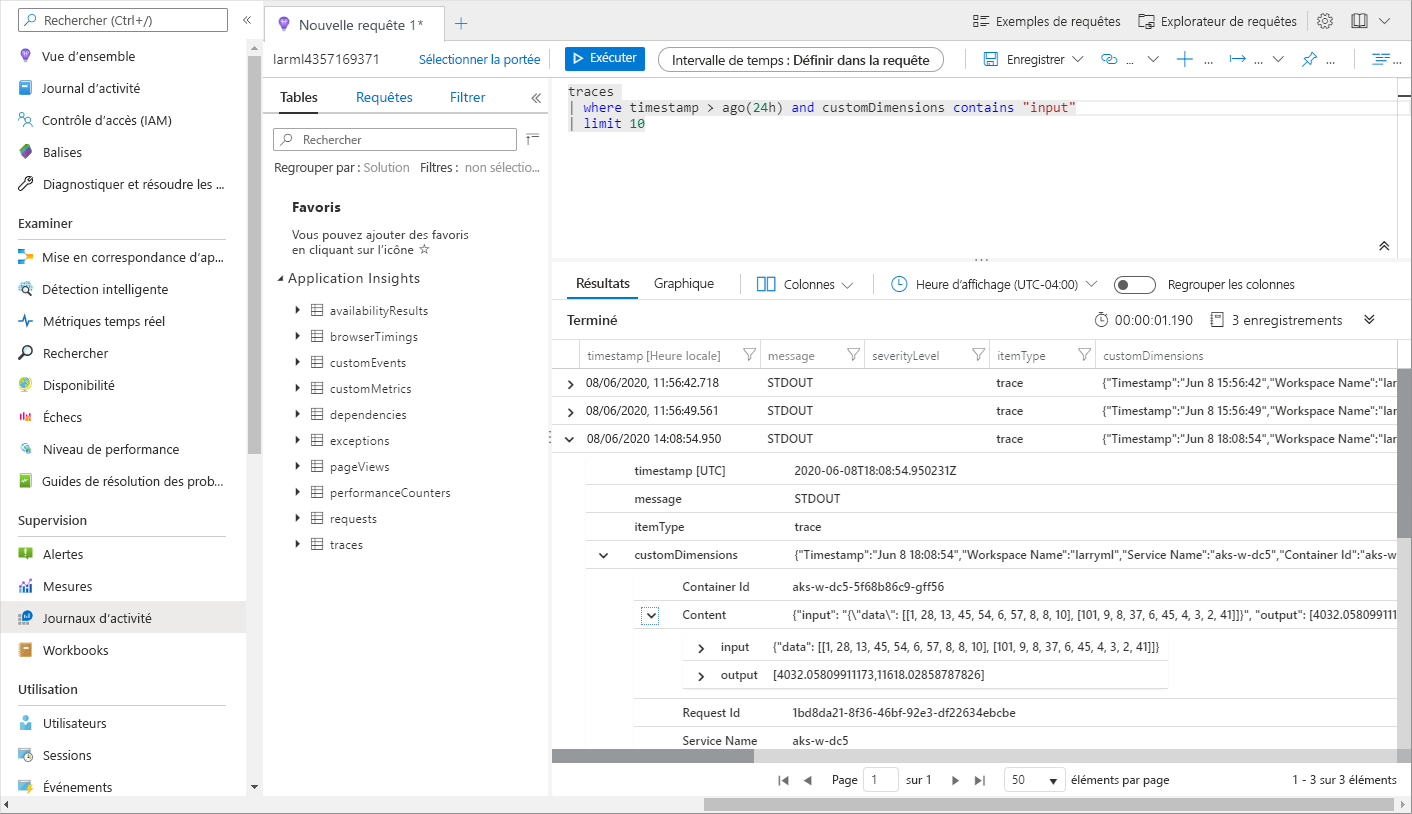 Rechercher (Ctrl+/)
«
Vue d’ensemble
Journal d’activité
Contrôle d’accès (IAM)
Balises
Diagnostiquer et résoudre les ...
Examiner
Mise en correspondance d’ap...
Détection intelligente
Métriques temps réel
Rechercher
Disponibilité
Échecs
Niveau de performance
Guides de résolution des prob...
Supervision
Alertes
Mesures
Journaux d’activité
Workbooks
Utilisation
Utilisateurs
Sessions
Événements
Nouvelle requête 1*
Exemples de requêtes
Explorateur de requêtes
larml4357169371
Sélectionner la portée
Exécuter
Intervalle de temps : Définir dans la requête
Enregistrer
...
...
...
...
Tables
Requêtes
Filtrer
«
Rechercher
Regrouper par : Solution
Filtres : non sélectio...
Favoris
Vous pouvez ajouter des favoris
en cliquant sur l’icône ☆
Application Insights
availabilityResults
browserTimings
customEvents
customMetrics
dependencies
exceptions
pageViews
performanceCounters
requests
traces
traces
| where timestamp > ago(24h) and customDimensions contains "input"
| limit 10
Résultats
Graphique
Colonnes
Heure d’affichage (UTC-04:00)
Regrouper les colonnes
Terminé
00:00:01.190
3 enregistrements
timestamp [Heure locale] message severityLevel itemType customDimensions
08/06/2020, 11:56:42.718 STDOUT trace {"Timestamp":"Jun 8 15:56:42","Workspace Name":"lar
08/06/2020, 11:56:49.561 STDOUT trace {"Timestamp":"Jun 8 15:56:49","Workspace Name":"lar
08/06/2020 14:08:54.950 STDOUT trace {"Timestamp":"Jun 8 18:08:54","Workspace Name":"lar
timestamp [UTC] 2020-06-08T18:08:54.950231Z
message STDOUT
itemType trace
customDimensions {"Timestamp":"Jun 8 18:08:54","Workspace Name":"larryml","Service Name":"aks-w-dc5","Container Id":"aks-w
Container Id aks-w-dc5-5f68b86c9-gff56
Content {"input": "{\"data\": [[1, 28, 13, 45, 54, 6, 57, 8, 8, 10], [101, 9, 8, 37, 6, 45, 4, 3, 2, 41]]}", "output": [4032.058099111
input {"data": [[1, 28, 13, 45, 54, 6, 57, 8, 8, 10], [101, 9, 8, 37, 6, 45, 4, 3, 2, 41]]}
output [4032.05809911173,11618.02858787826]
Request Id 1bd8da21-8f36-46bf-92e3-df22634ebcbe
Service Name aks-w-dc5
Page 1 sur 1
50 éléments par page
1 - 3 sur 3 éléments